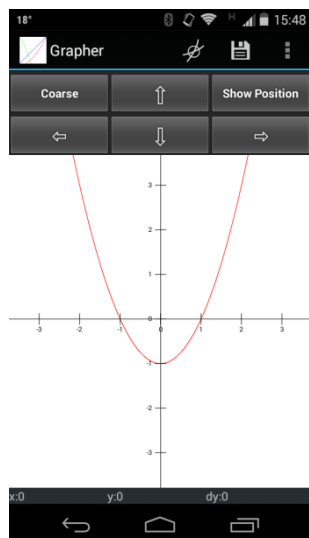 18° H 15:48
Grapher
Coarse ⇧ Show Position
⇦ ⇩ ⇨
3
2
1
0
-3 -2 -1 0 1 2 3
-1
-2
-3
x:0 y:0 dy:0